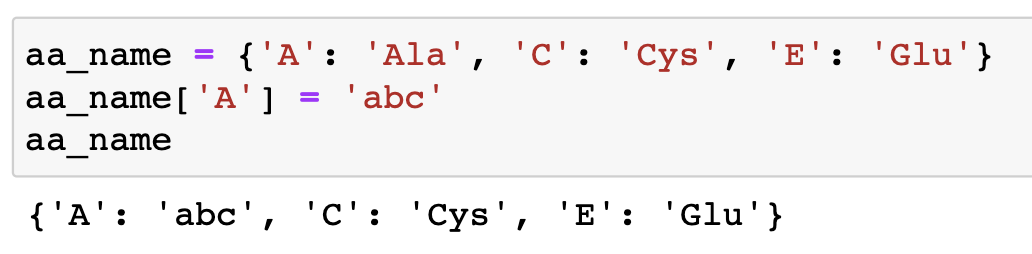 aa_name = {'A': 'Ala', 'C': 'Cys', 'E': 'Glu'}
aa_name['A'] = 'abc'
aa_name
{'A': 'abc', 'C': 'Cys', 'E': 'Glu'}